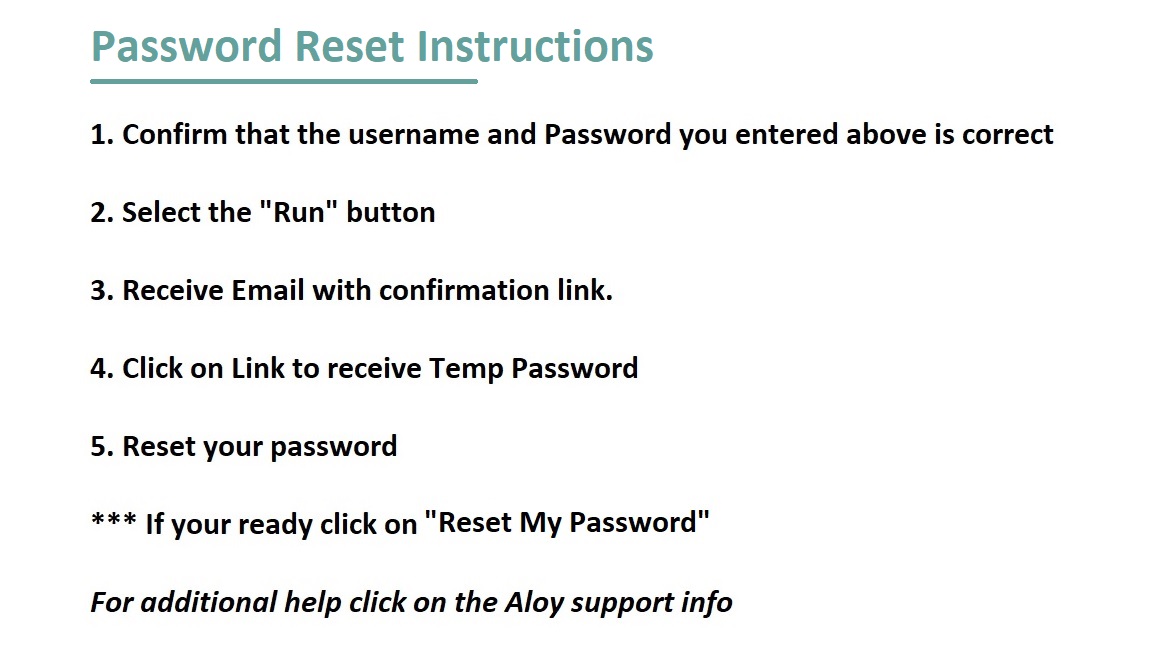 Password Reset Instructions
1. Confirm that the username and Password you entered above is correct
2. Select the "Run" button
3. Receive Email with confirmation link.
4. Click on Link to receive Temp Password
5. Reset your password
*** If your ready click on "Reset My Password"
For additional help click on the Aloy support info